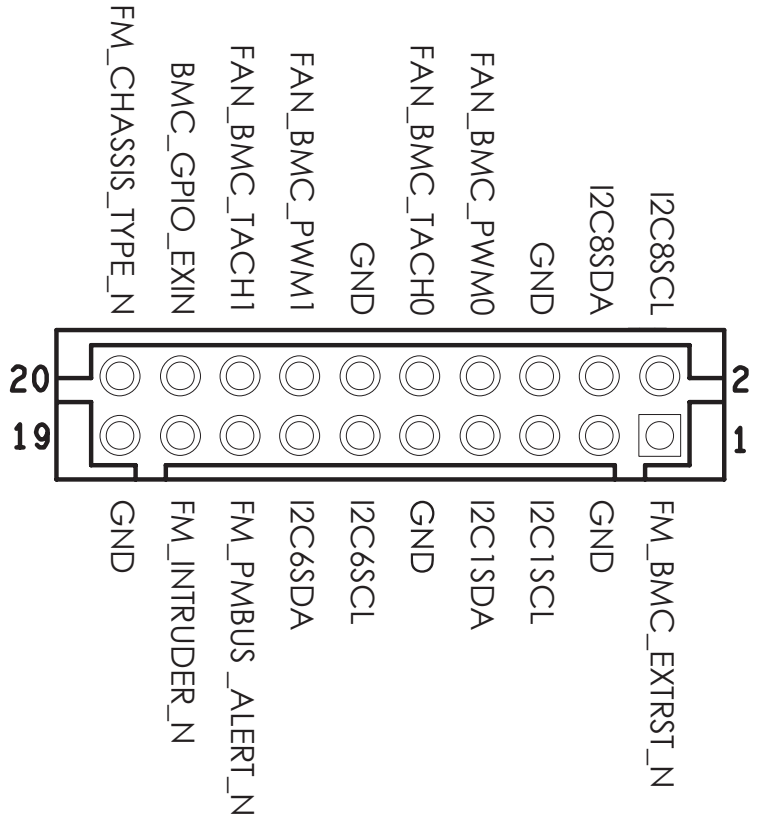 FM_CHASSIS_TYPE_N
BMC_GPIO_EXIN
FAN_BMC_TACH1
FAN_BMC_PWM1
GND
FAN_BMC_TACH0
FAN_BMC_PWM0
GND
I2C8SDA
I2C8SCL
20
2
19
1
GND
FM_INTRUDER_N
FM_PMBUS_ALERT_N
I2C6SDA
I2C6SCL
GND
I2C1SDA
I2C1SCL
GND
FM_BMC_EXTRST_N